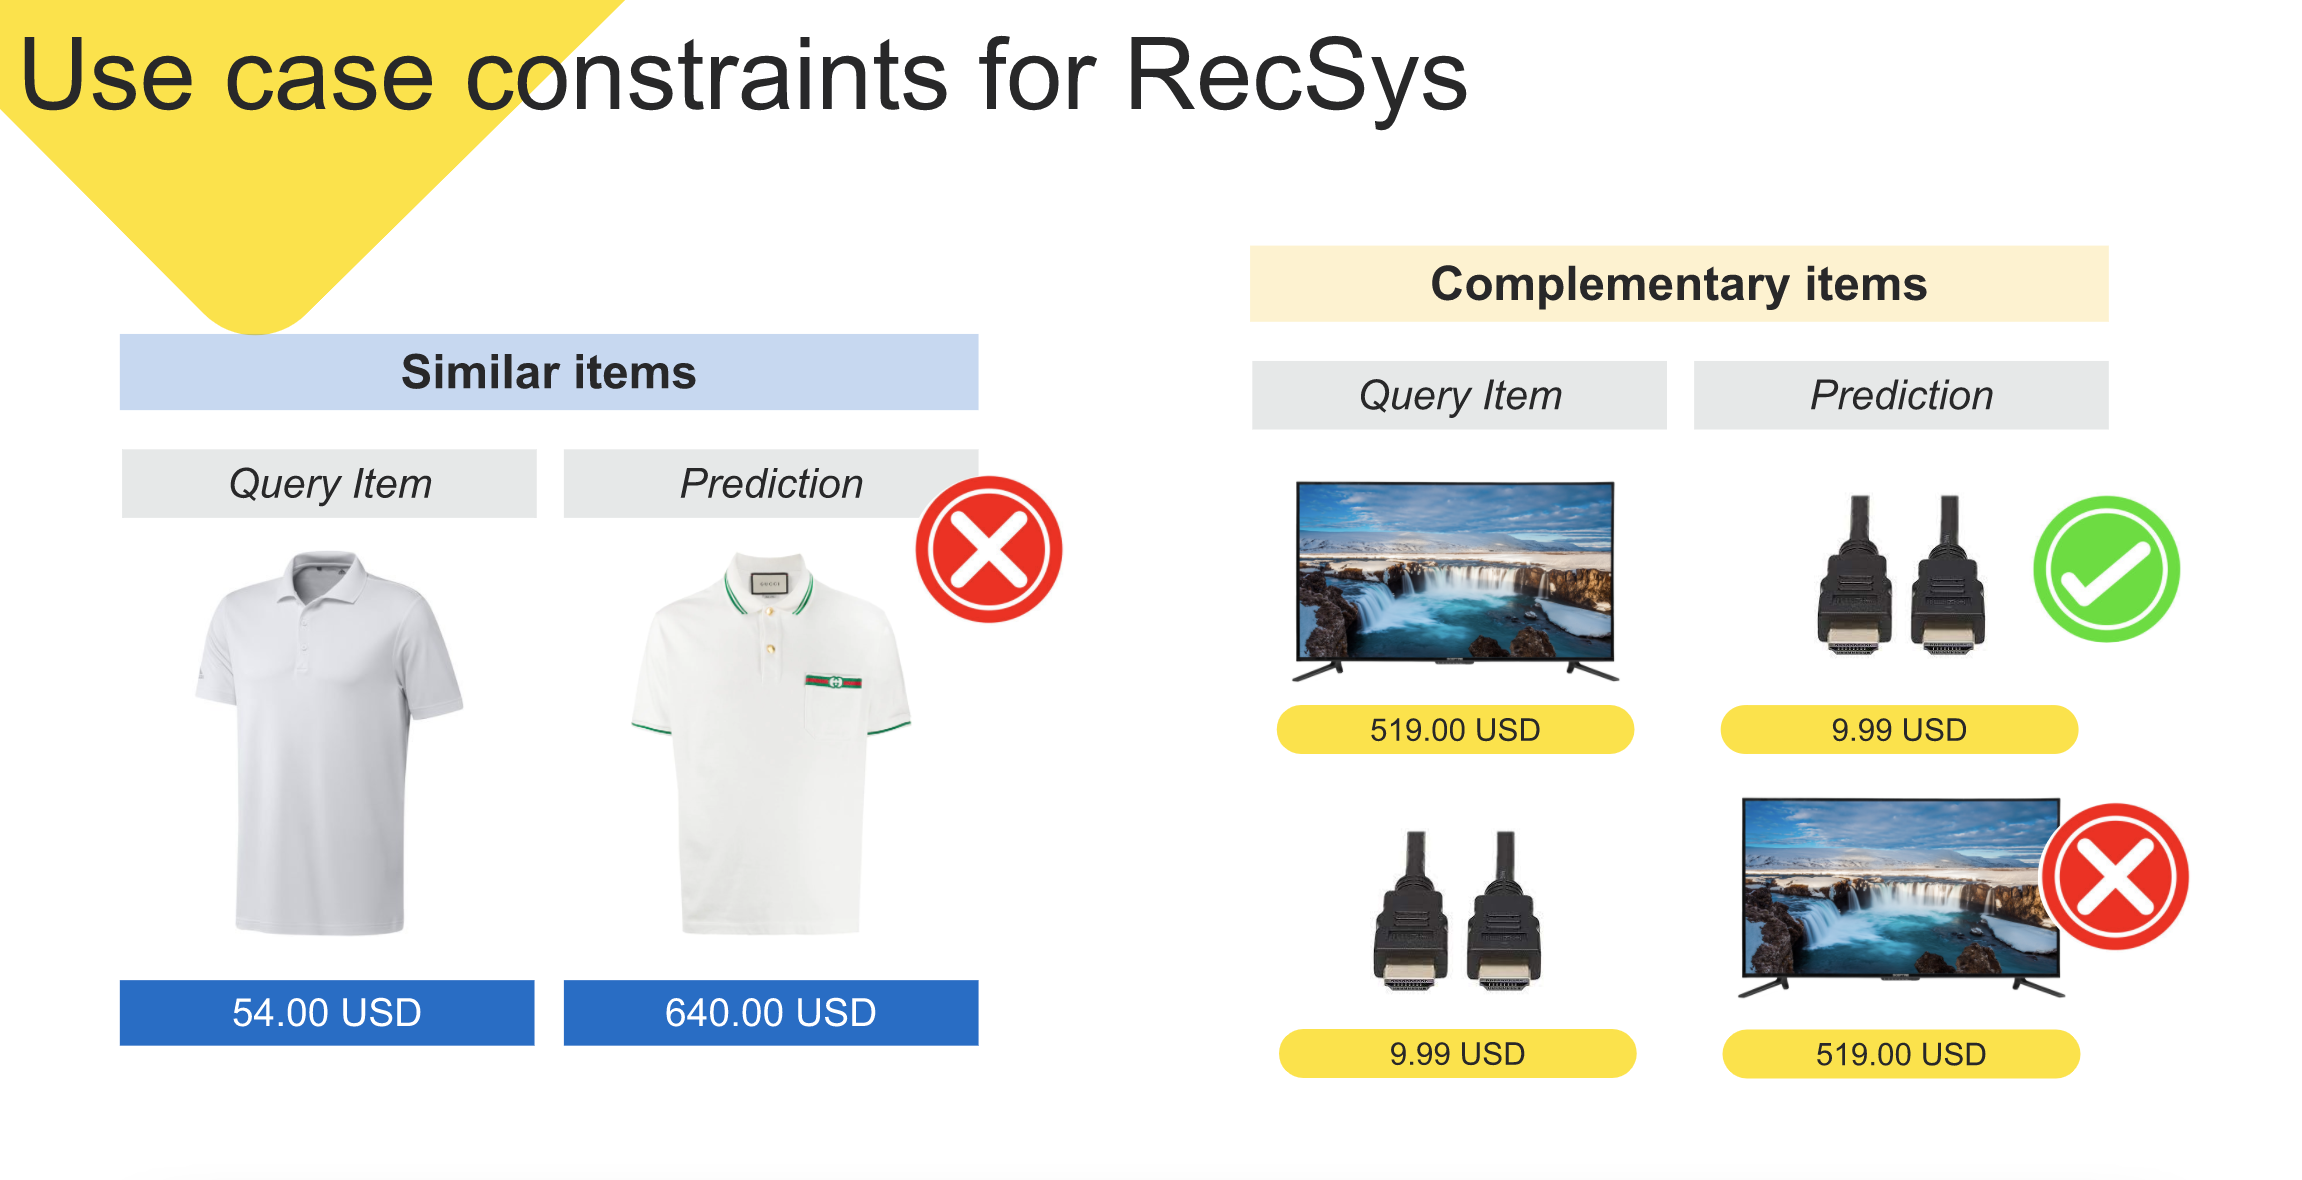 Use case constraints for RecSys
Similar items
Query Item
Prediction
GUCCI
54.00 USD
640.00 USD
Complementary items
Query Item
Prediction
519.00 USD
9.99 USD
9.99 USD
519.00 USD